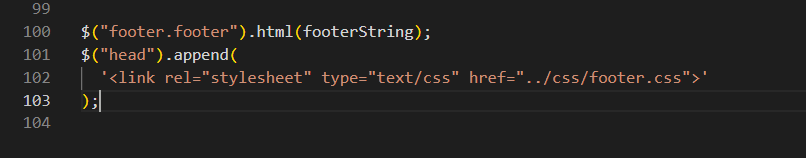 99
100 $("footer.footer").html(footerString);
101 $("head").append(
102 '<link rel="stylesheet" type="text/css" href="../css/footer.css">'
103 );
104